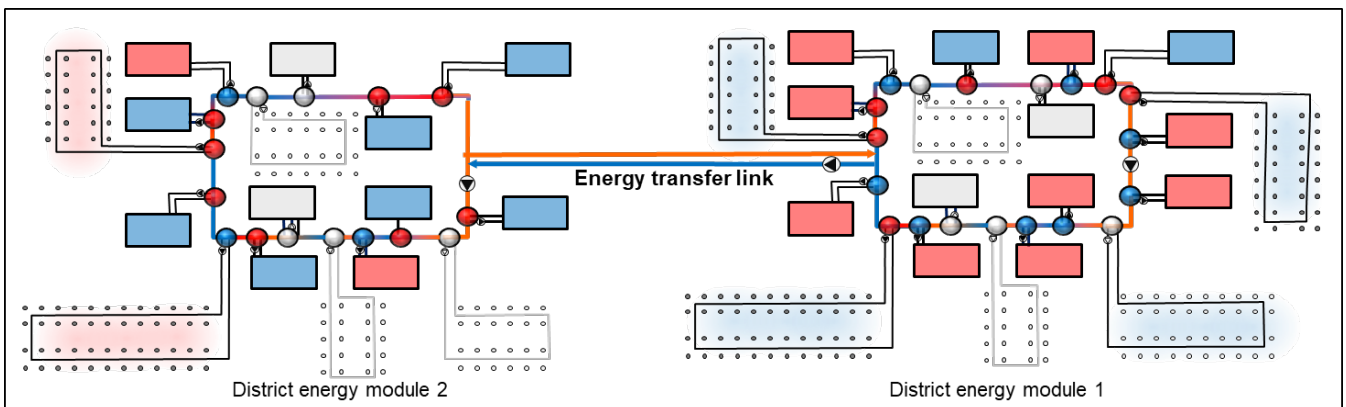 Energy transfer link
District energy module 2
District energy module 1